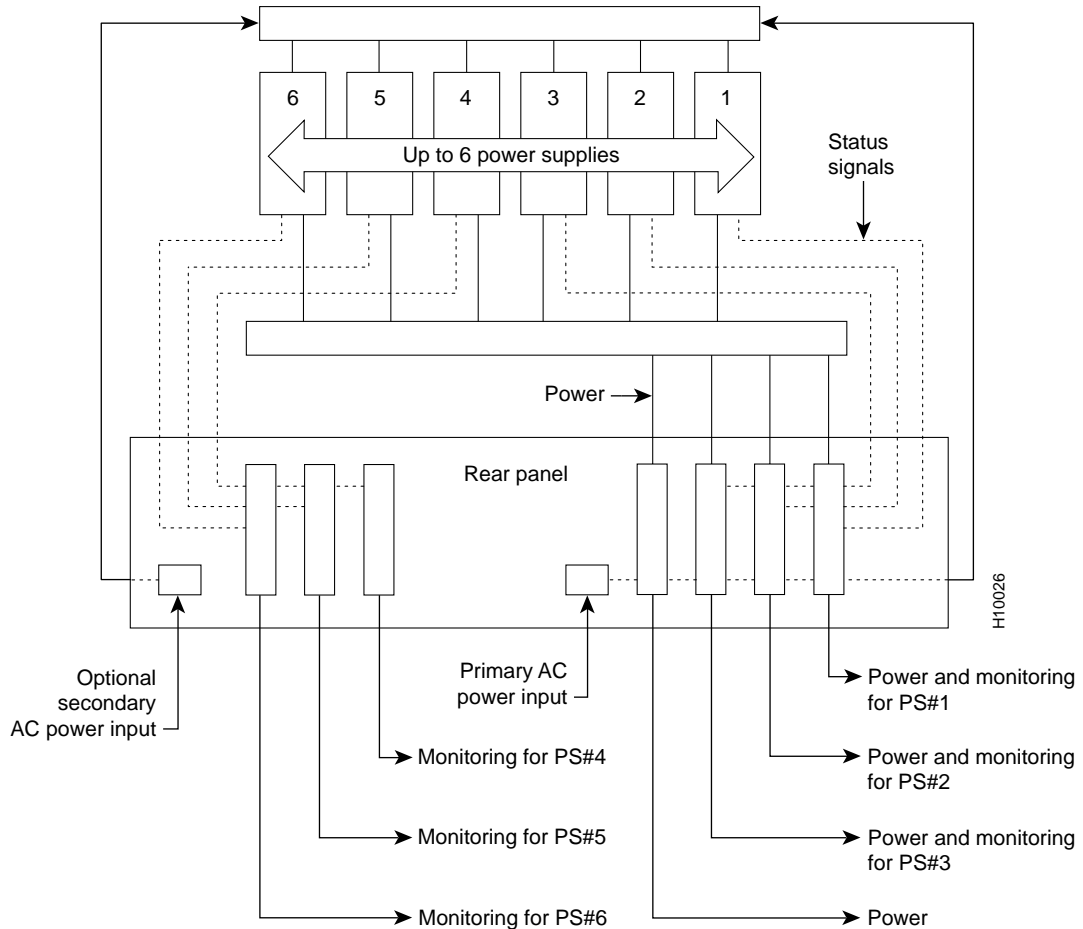 6
5
4
3
2
1
Up to 6 power supplies
Status
signals
Power
Rear panel
H10026
Optional
secondary
AC power input
Primary AC
power input
Power and monitoring
for PS#1
Monitoring for PS#4
Power and monitoring
for PS#2
Monitoring for PS#5
Power and monitoring
for PS#3
Monitoring for PS#6
Power